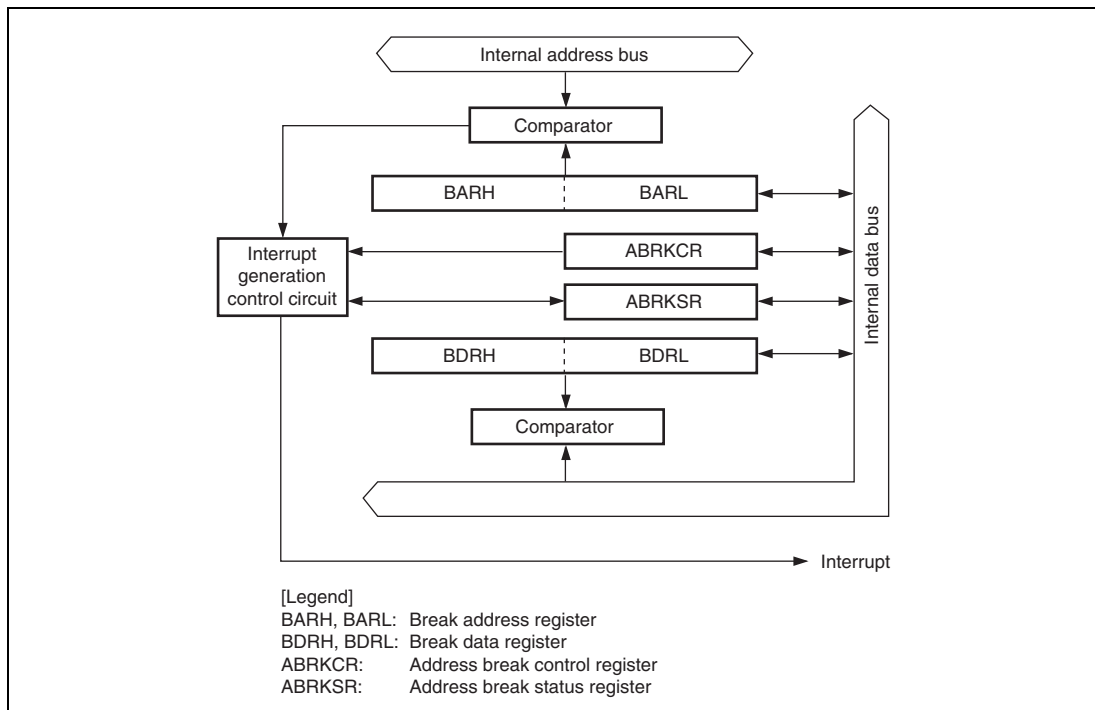 Internal address bus
Comparator
BARH BARL
Interrupt
generation
control circuit
ABRKCR
ABRKSR
BDRH BDRL
Internal data bus
Comparator
Interrupt
[Legend]
BARH, BARL: Break address register
BDRH, BDRL: Break data register
ABRKCR: Address break control register
ABRKSR: Address break status register